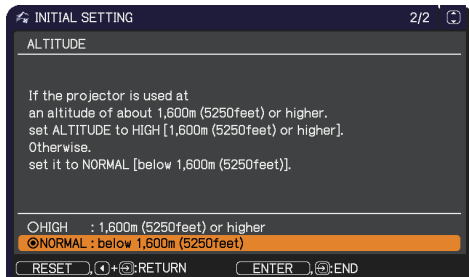 INITIAL SETTING 2/2
ALTITUDE
If the projector is used at
an altitude of about 1,600m (5250feet) or higher.
set ALTITUDE to HIGH [1,600m (5250feet) or higher].
Otherwise.
set it to NORMAL [below 1,600m (5250feet)].
HIGH : 1,600m (5250feet) or higher
NORMAL : below 1,600m (5250feet)
RESET , + :RETURN ENTER , :END